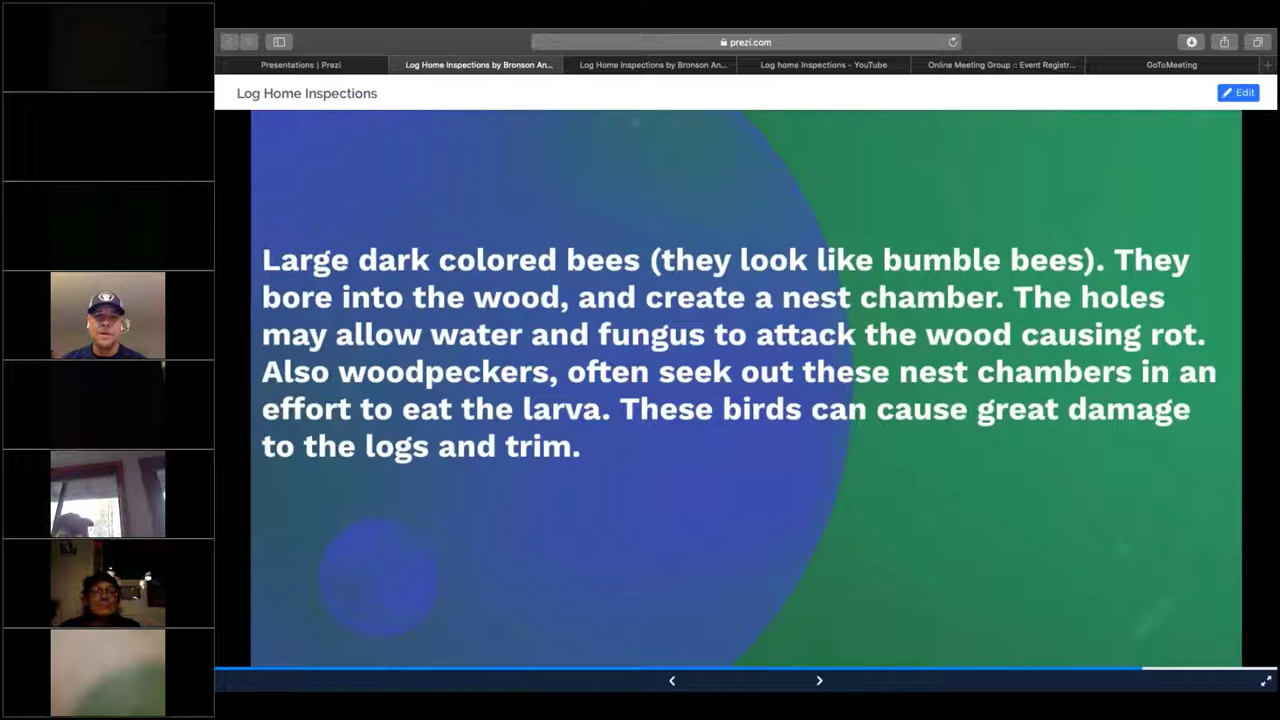 prezi.com
Presentations | Prezi
Log Home Inspections by Bronson An...
Log Home Inspections by Bronson An...
Log home Inspections - YouTube
Online Meeting Group :: Event Registr...
GoToMeeting
Log Home Inspections
Edit
Large dark colored bees (they look like bumble bees). They
bore into the wood, and create a nest chamber. The holes
may allow water and fungus to attack the wood causing rot.
Also woodpeckers, often seek out these nest chambers in an
effort to eat the larva. These birds can cause great damage
to the logs and trim.